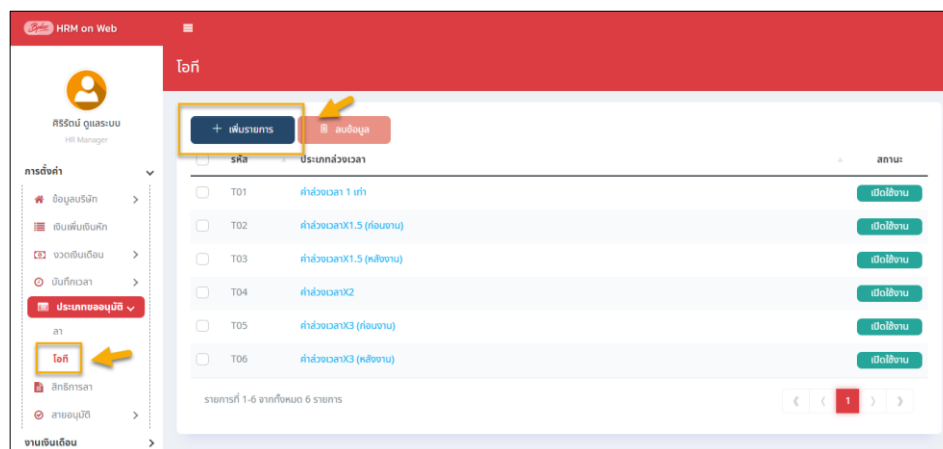 HRM on Web
โอที
ศิริรัตน์ ดูแลระบบ
HR Manager
การตั้งค่า
ข้อมูลบริษัท
เงินเพิ่มเงินหัก
งวดเงินเดือน
บันทึกเวลา
ประเภทขออนุมัติ
ลา
โอที
สิทธิการลา
สายอนุมัติ
งานเงินเดือน
+ เพิ่มรายการ
ลบข้อมูล
รหัส ประเภทล่วงเวลา สถานะ
T01 ค่าล่วงเวลา 1 เท่า เปิดใช้งาน
T02 ค่าล่วงเวลาX1.5 (ก่อนงาน) เปิดใช้งาน
T03 ค่าล่วงเวลาX1.5 (หลังงาน) เปิดใช้งาน
T04 ค่าล่วงเวลาX2 เปิดใช้งาน
T05 ค่าล่วงเวลาX3 (ก่อนงาน) เปิดใช้งาน
T06 ค่าล่วงเวลาX3 (หลังงาน) เปิดใช้งาน
รายการที่ 1-6 จากทั้งหมด 6 รายการ
1